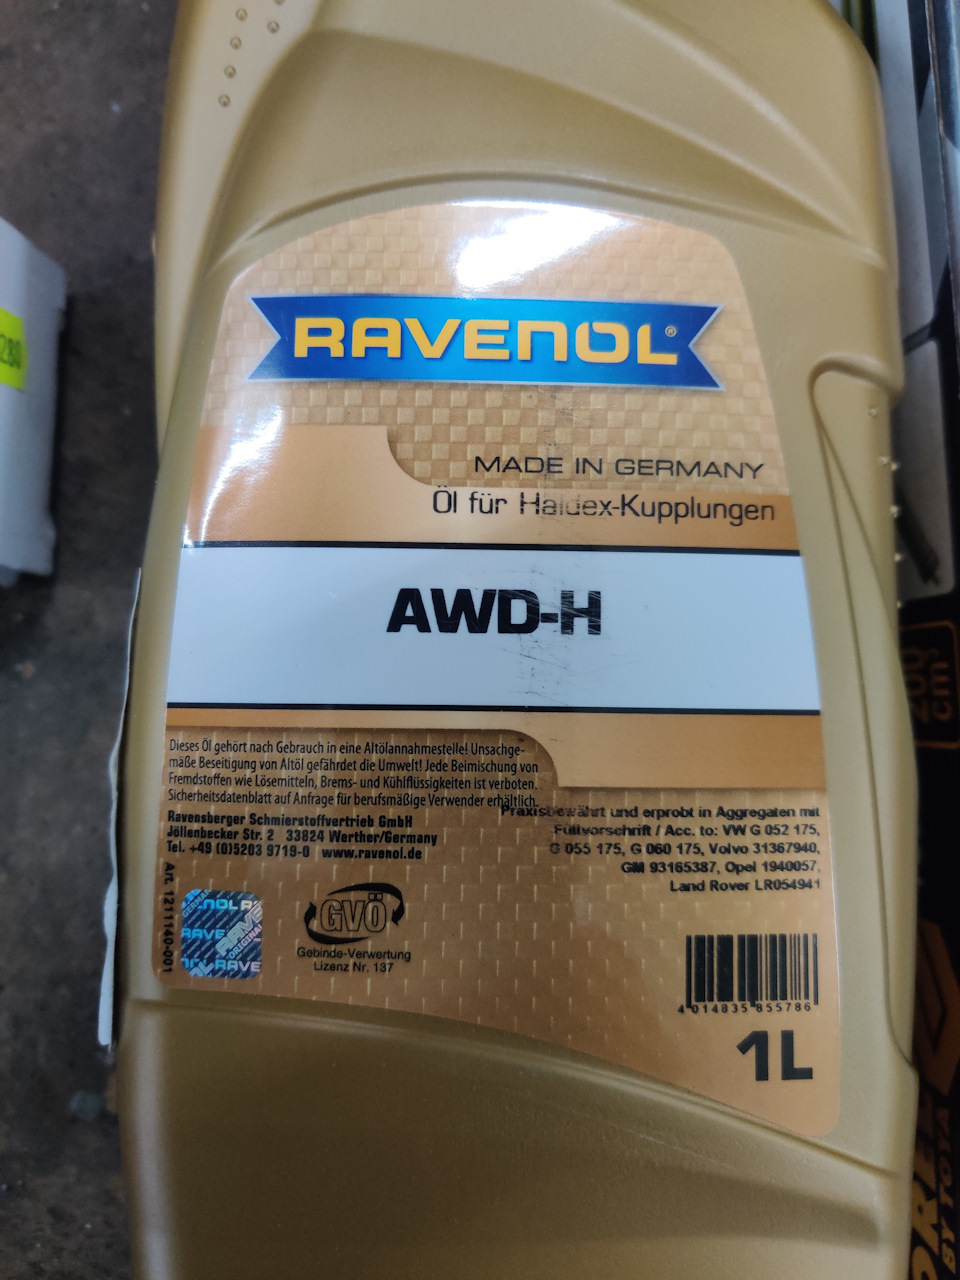 RAVENOL®
MADE IN GERMANY
Öl für Haldex-Kupplungen
AWD-H
Dieses Öl gehört nach Gebrauch in eine Altölannahmestelle! Unsachge-
mäße Beseitigung von Altöl gefährdet die Umwelt! Jede Beimischung von
Fremdstoffen wie Lösemitteln, Brems- und Kühlflüssigkeiten ist verboten.
Sicherheitsdatenblatt auf Anfrage für berufsmäßige Verwender erhältlich.
Ravensberger Schmierstoffvertrieb GmbH
Jöllenbecker Str. 2 33824 Werther/Germany
Tel. +49 (0)5203 9719-0 www.ravenol.de
Praxisbewährt und erprobt in Aggregaten mit
Füllvorschrift / Acc. to: VW G 052 175,
G 055 175, G 060 175, Volvo 31367940,
GM 93165387, Opel 1940057,
Land Rover LR054941
Art. 1211140-001
GVÖ
Gebinde-Verwertung
Lizenz Nr. 137
4 014835 855786
1L
200
cm³
BY TOYA